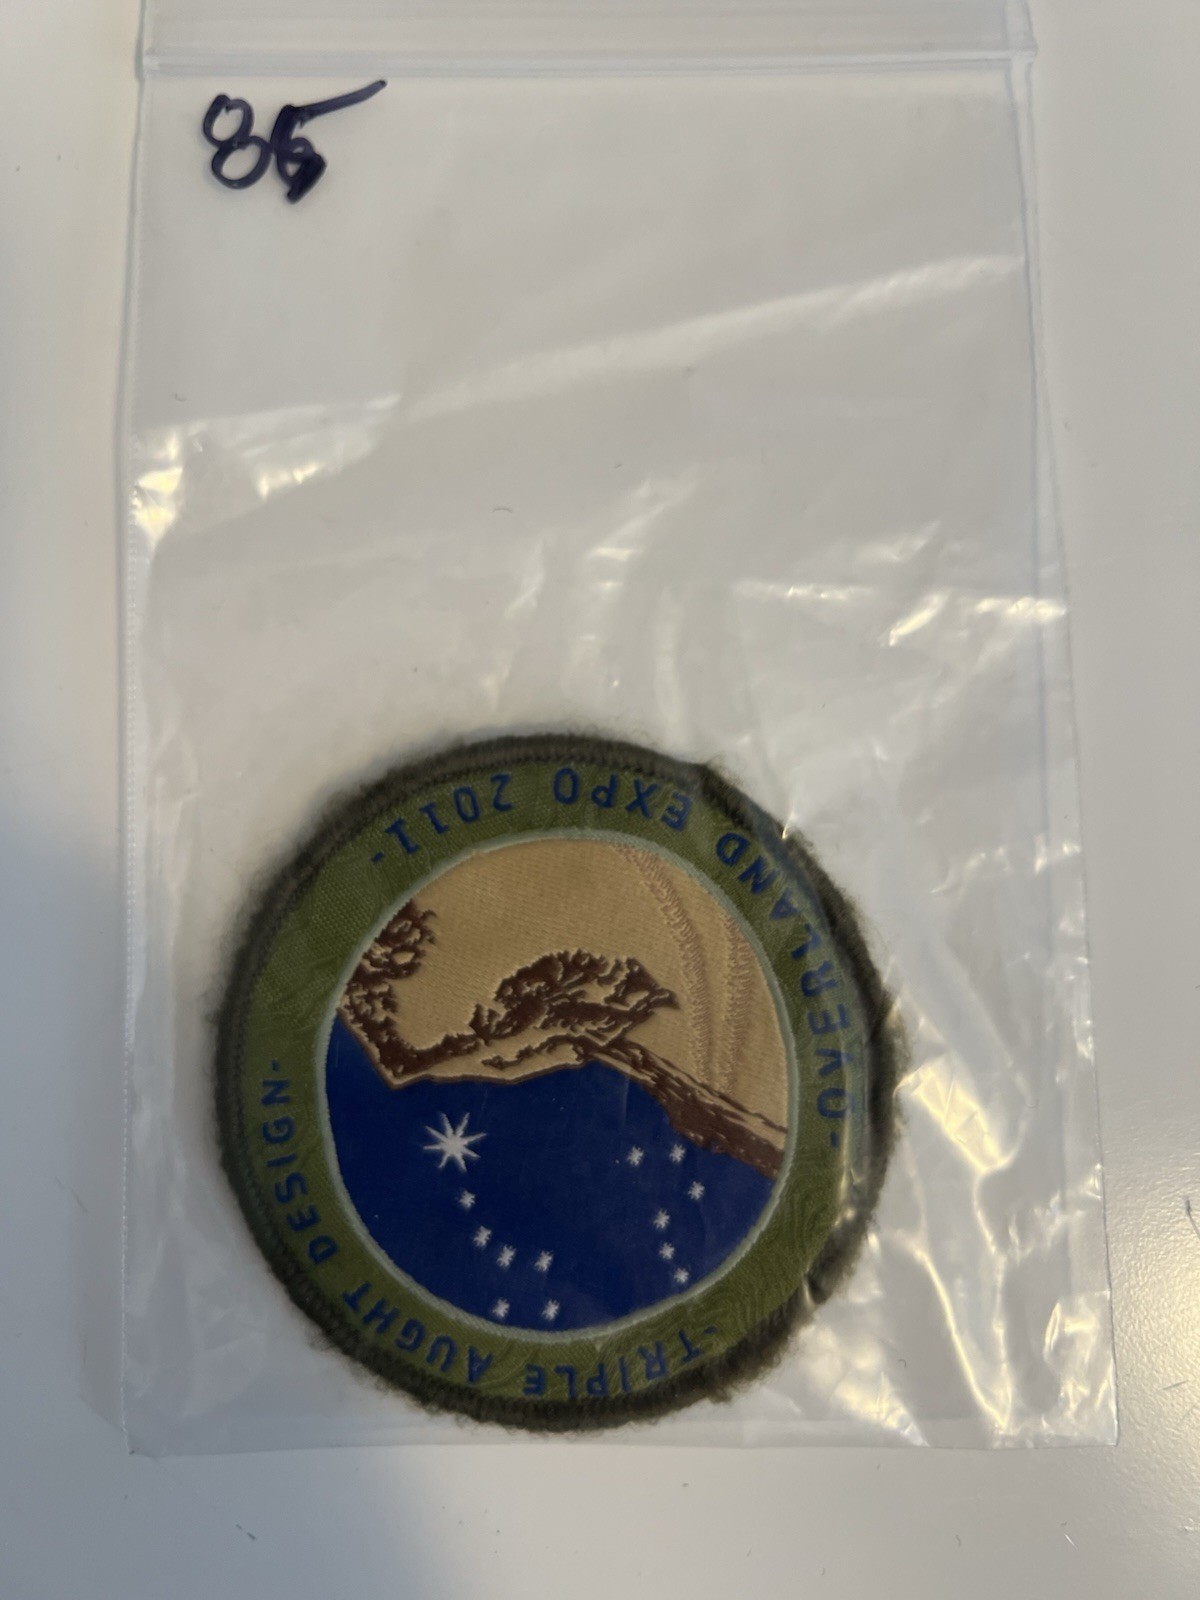 85
-TRIPLE AUGHT DESIGN-
-OVERLAND EXPO 2011-